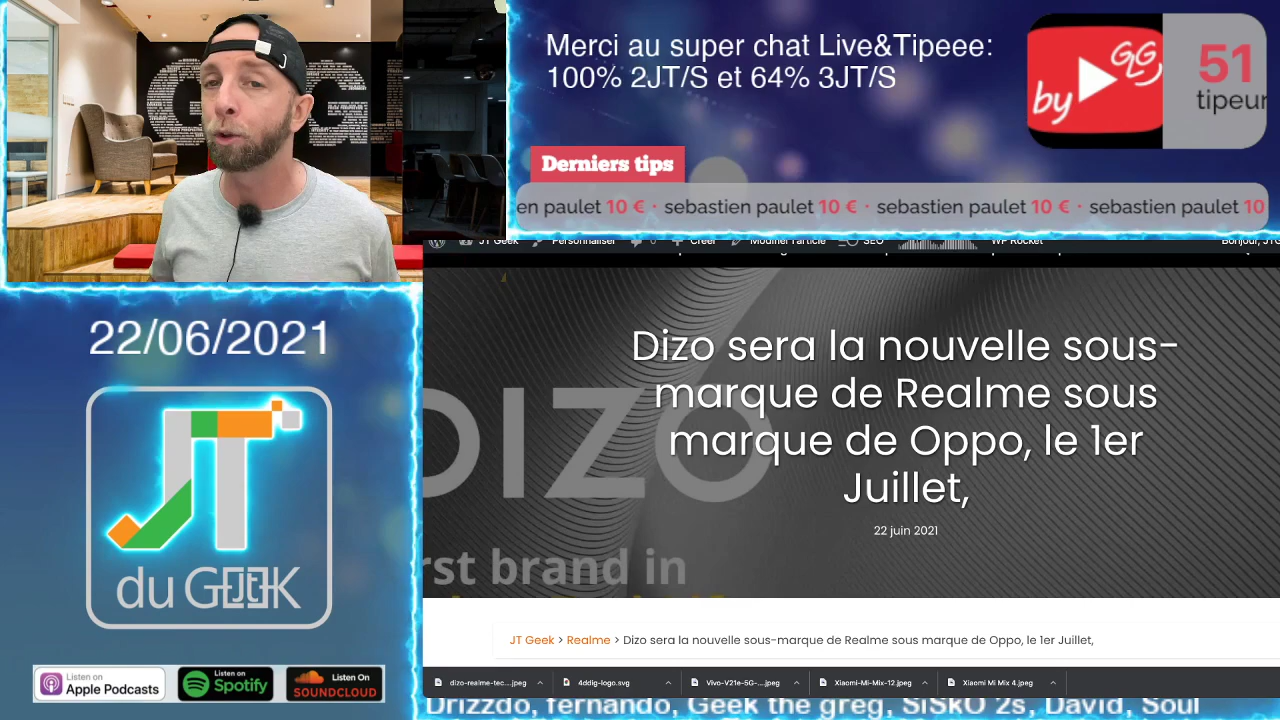 Merci au super chat Live&Tipeee:
100% 2JT/S et 64% 3JT/S
by GLG
51
tipeur
Derniers tips
en paulet 10 € · sebastien paulet 10 € · sebastien paulet 10 € · sebastien paulet 10
JT Geek Personnaliser 0 Créer Modifier l'article SEO WP Rocket Bonjour, JTG
22/06/2021
DIZO
Dizo sera la nouvelle sous-
marque de Realme sous
marque de Oppo, le 1er
Juillet,
22 juin 2021
rst brand in
JT
du GEEK
JT Geek > Realme > Dizo sera la nouvelle sous-marque de Realme sous marque de Oppo, le 1er Juillet,
Listen on
Apple Podcasts
Listen on
Spotify
Listen On
SOUNDCLOUD
dizo-realme-tec....jpeg 4ddig-logo.svg Vivo-V21e-5G-....jpeg Xiaomi-Mi-Mix-12.jpeg Xiaomi Mi Mix 4.jpeg
Drizzdo, fernando, Geek the greg, SiSkO 2s, David, Soul